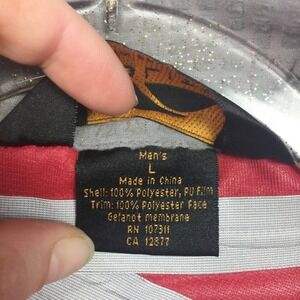 Men's
L
Made in China
Shell: 100% Polyester, PU Film
Trim: 100% Polyester Face
Gelanot membrane
RN 107311
CA 12877